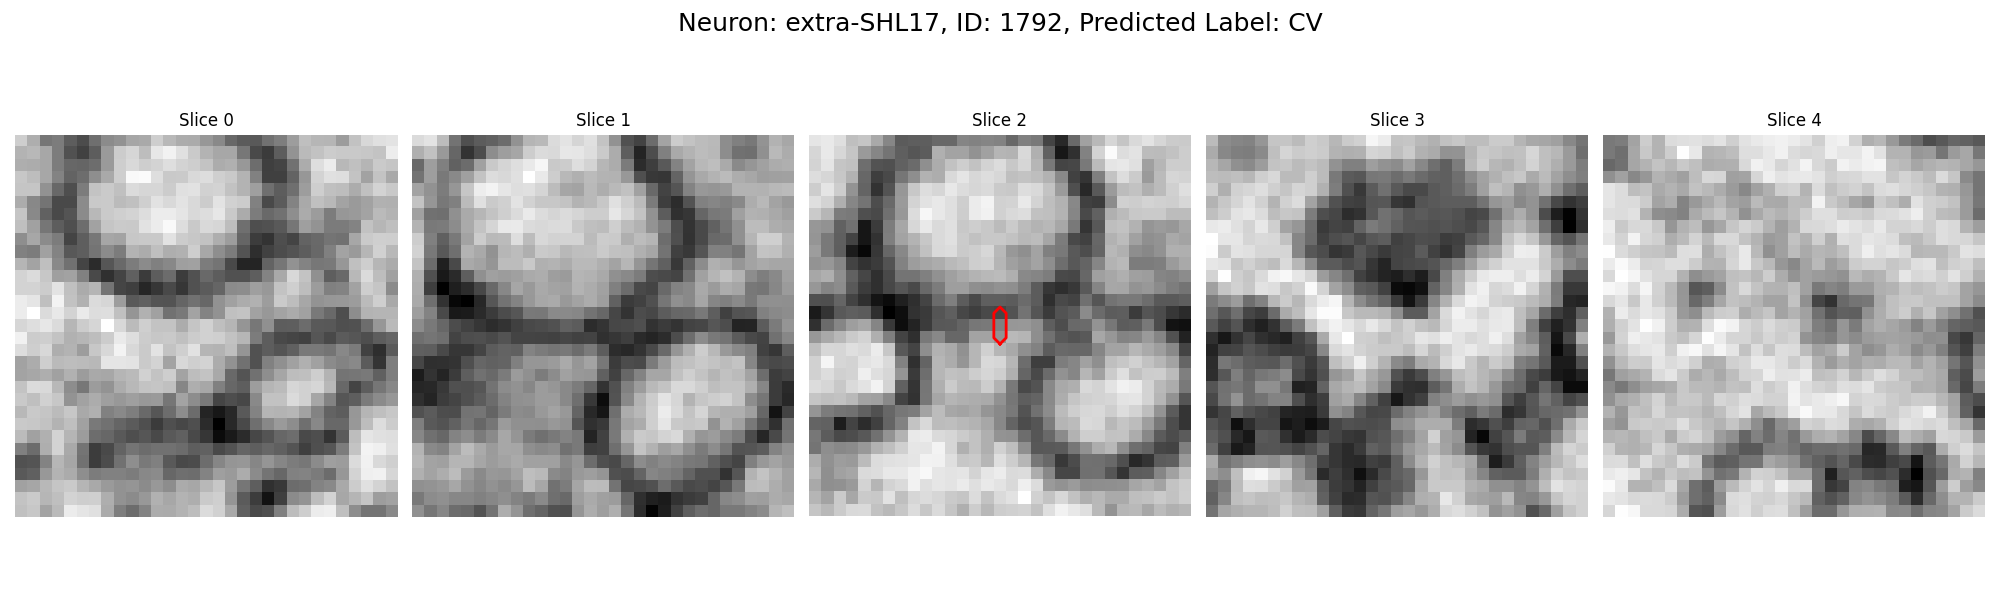 Neuron: extra-SHL17, ID: 1792, Predicted Label: CV
Slice 0
Slice 1
Slice 2
Slice 3
Slice 4